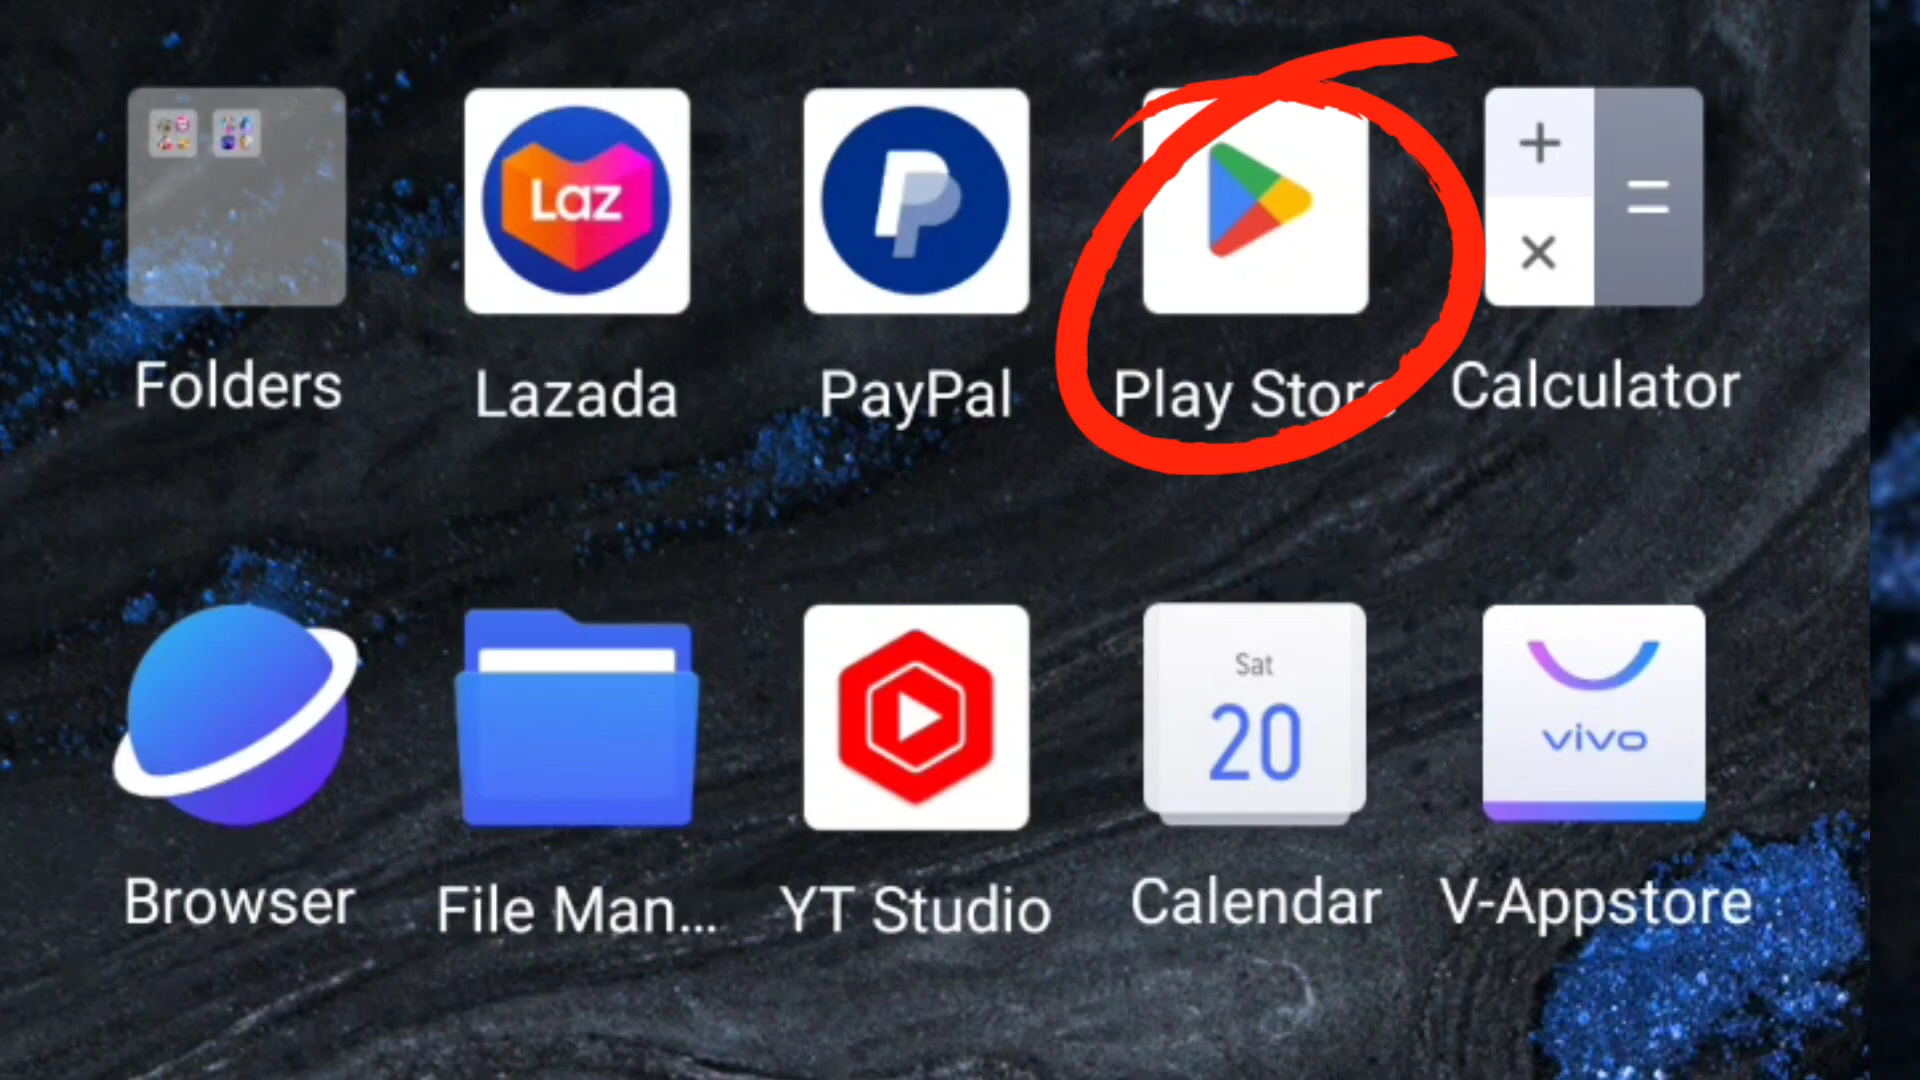 Laz
Folders
Lazada
PayPal
Play Store
Calculator
Sat
20
vivo
Browser
File Man...
YT Studio
Calendar
V-Appstore